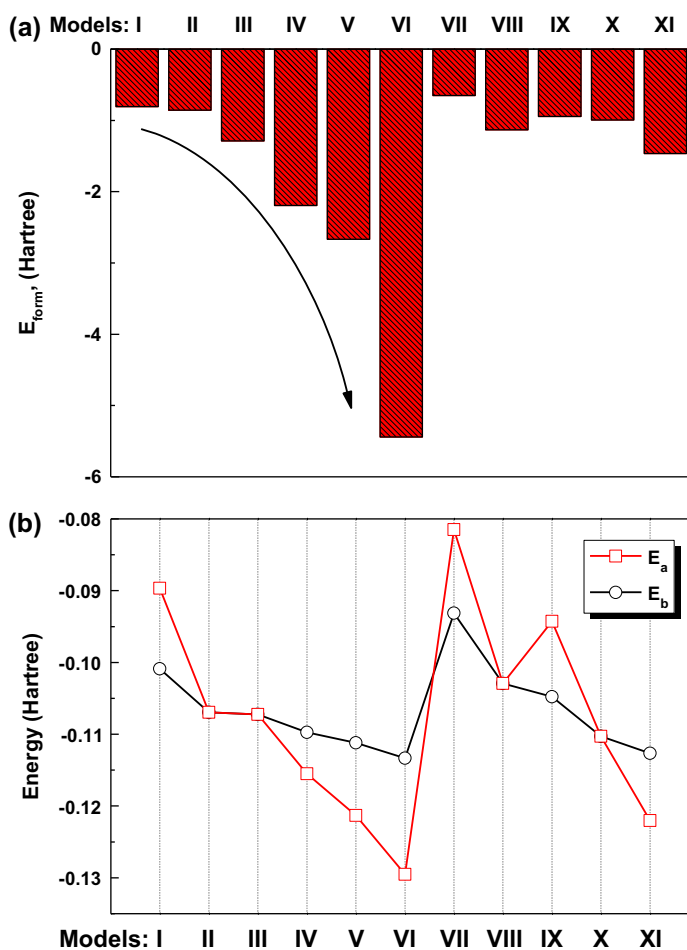 (a) Models: I II III IV V VI VII VIII IX X XI
0
-2
-4
-6
E_form, (Hartree)
(b)
-0.08
-0.09
-0.10
-0.11
-0.12
-0.13
Energy (Hartree)
E_a
E_b
Models: I II III IV V VI VII VIII IX X XI